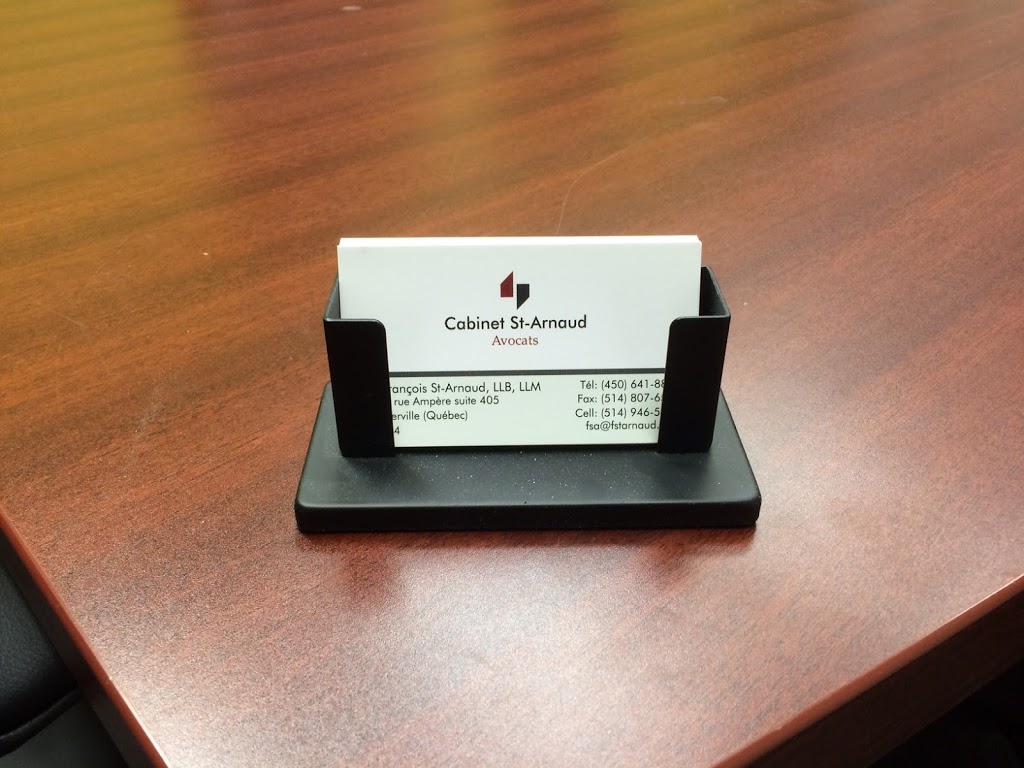 Cabinet St-Arnaud
Avocats
rançois St-Arnaud, LLB, LLM
rue Ampère suite 405
erville (Québec)
4
Tél: (450) 641-88
Fax: (514) 807-6
Cell: (514) 946-5
fsa@fstarnaud.